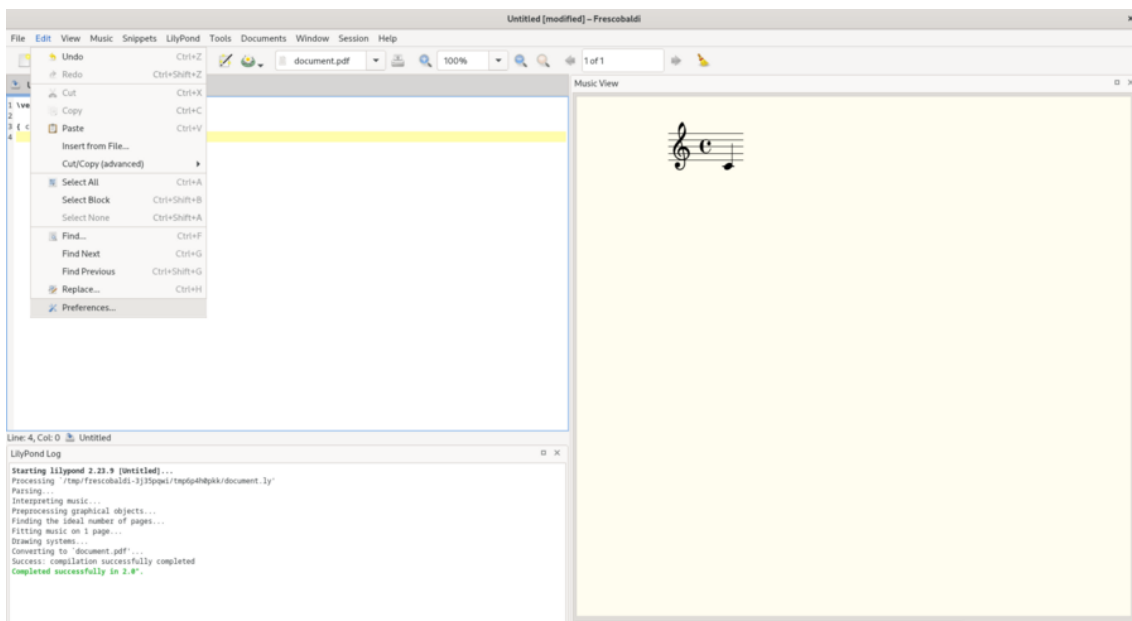 Untitled [modified] – Frescobaldi
File Edit View Music Snippets LilyPond Tools Documents Window Session Help
document.pdf 100% 1 of 1
Undo Ctrl+Z
Redo Ctrl+Shift+Z
Cut Ctrl+X
Copy Ctrl+C
Paste Ctrl+V
Insert from File...
Cut/Copy (advanced)
Select All Ctrl+A
Select Block Ctrl+Shift+B
Select None Ctrl+Shift+A
Find... Ctrl+F
Find Next Ctrl+G
Find Previous Ctrl+Shift+G
Replace... Ctrl+H
Preferences...
1 \ve
2
3 { c
4
Line: 4, Col: 0 Untitled
LilyPond Log
Starting lilypond 2.23.9 [Untitled]...
Processing `/tmp/frescobaldi-3j35pqwi/tmp6p4h0pkk/document.ly'
Parsing...
Interpreting music...
Preprocessing graphical objects...
Finding the ideal number of pages...
Fitting music on 1 page...
Drawing systems...
Converting to `document.pdf'...
Success: compilation successfully completed
Completed successfully in 2.0".
Music View